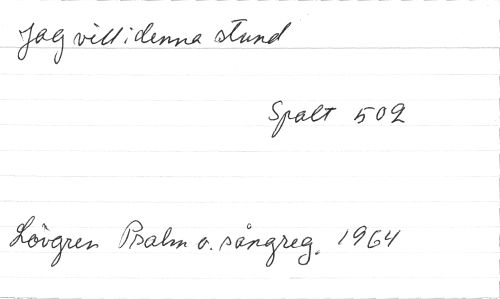 Jag vill i denna stund
Spalt 502
Lövgren Psalm o. sångreg. 1964